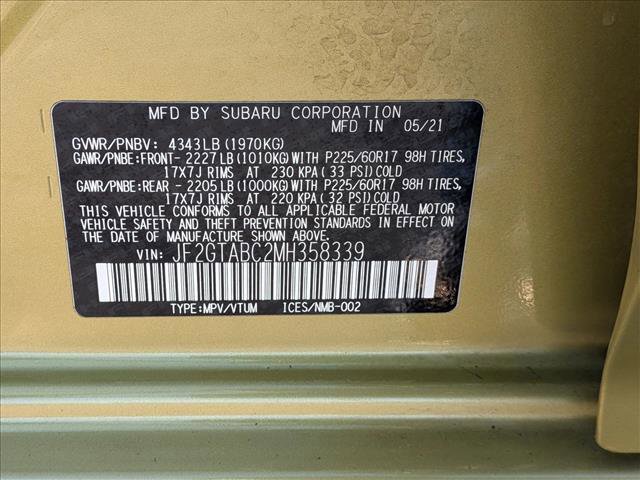 MFD BY SUBARU CORPORATION
MFD IN 05/21
GVWR/PNBV: 4343LB(1970KG)
GAWR/PNBE:FRONT- 2227LB(1010KG)WITH P225/60R17 98H TIRES,
17X7J RIMS AT 230 KPA(33 PSI)COLD
GAWR/PNBE:REAR - 2205LB(1000KG)WITH P225/60R17 98H TIRES,
17X7J RIMS AT 220 KPA(32 PSI)COLD
THIS VEHICLE CONFORMS TO ALL APPLICABLE FEDERAL MOTOR
VEHICLE SAFETY AND THEFT PREVENTION STANDARDS IN EFFECT
ON THE DATE OF MANUFACTURE SHOWN ABOVE.
VIN: JF2GTABC2MH358339
TYPE:MPV/VTUM ICES/NMB-002